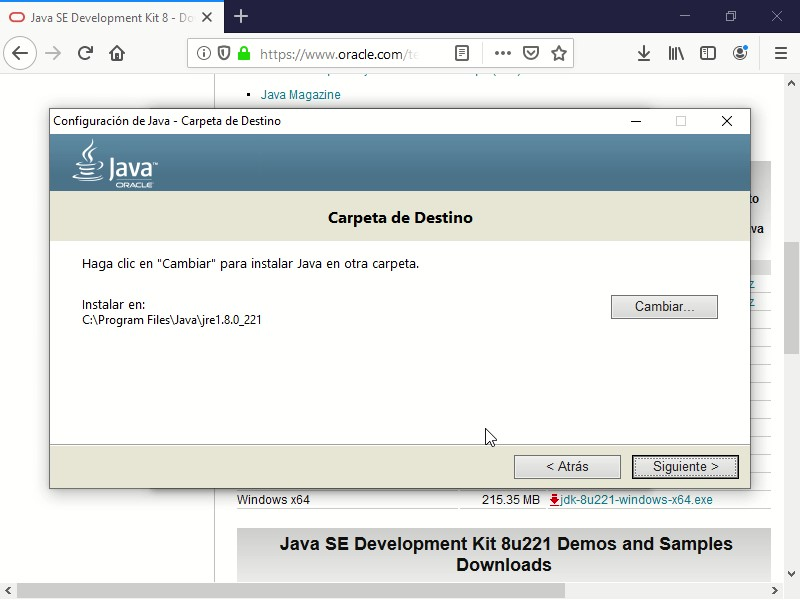 Java SE Development Kit 8 - Do
https://www.oracle.com/te
Java Magazine
Configuración de Java - Carpeta de Destino
Java™
ORACLE
Carpeta de Destino
to
va
Haga clic en "Cambiar" para instalar Java en otra carpeta.
z
z
Instalar en:
C:\Program Files\Java\jre1.8.0_221
Cambiar...
< Atrás
Siguiente >
Windows x64 215.35 MB jdk-8u221-windows-x64.exe
Java SE Development Kit 8u221 Demos and Samples
Downloads